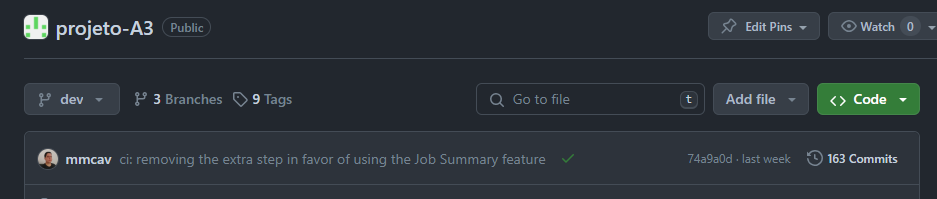 projeto-A3 Public Edit Pins Watch 0
dev 3 Branches 9 Tags Go to file t Add file Code
mmcav ci: removing the extra step in favor of using the Job Summary feature 74a9a0d · last week 163 Commits